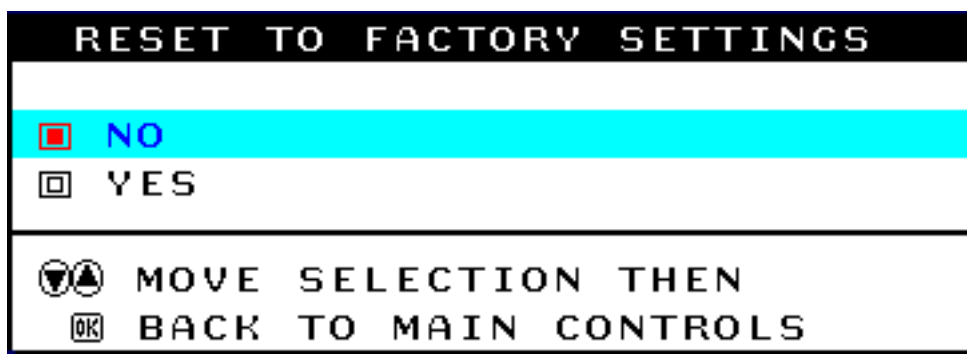 RESET TO FACTORY SETTINGS
NO
YES
MOVE SELECTION THEN
OK BACK TO MAIN CONTROLS